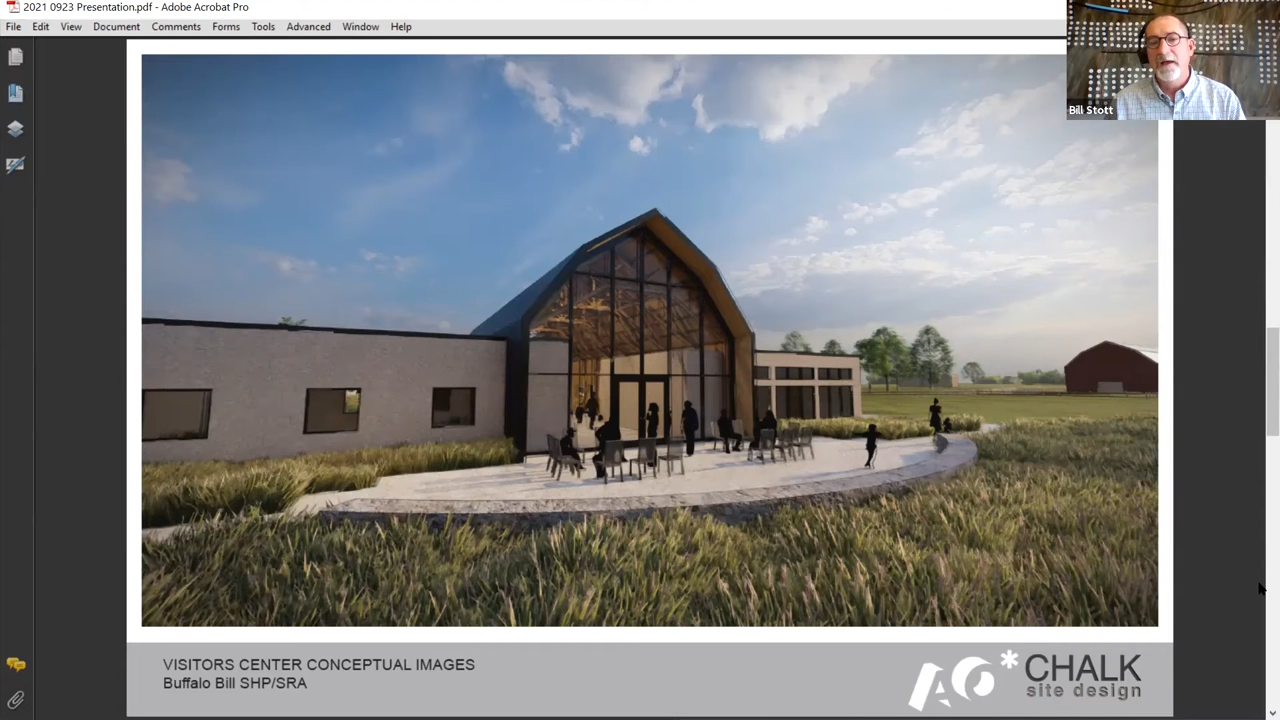 2021 0923 Presentation.pdf - Adobe Acrobat Pro
File Edit View Document Comments Forms Tools Advanced Window Help
Bill Stott
VISITORS CENTER CONCEPTUAL IMAGES
Buffalo Bill SHP/SRA
CHALK
site design